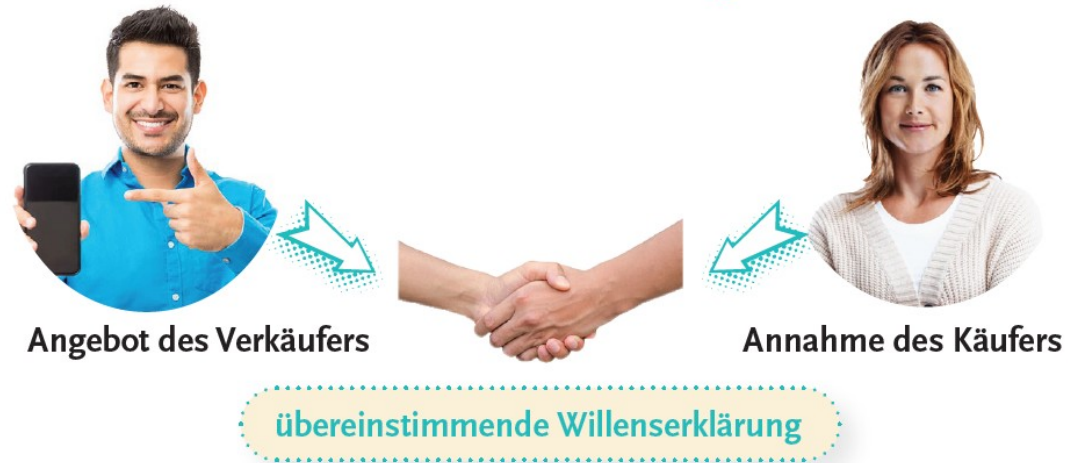 Angebot des Verkäufers
Annahme des Käufers
übereinstimmende Willenserklärung